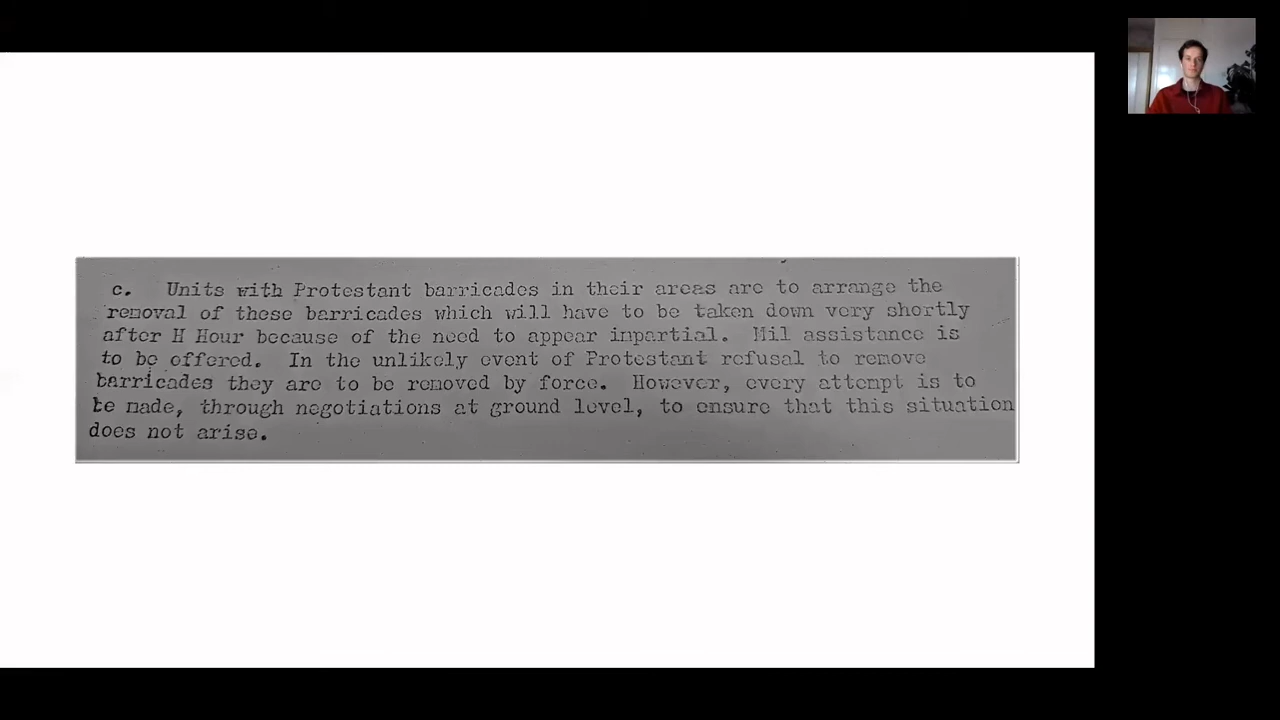 c. Units with Protestant barricades in their areas are to arrange the
removal of these barricades which will have to be taken down very shortly
after H Hour because of the need to appear impartial. Mil assistance is
to be offered. In the unlikely event of Protestant refusal to remove
barricades they are to be removed by force. However, every attempt is to
be made, through negotiations at ground level, to ensure that this situation
does not arise.